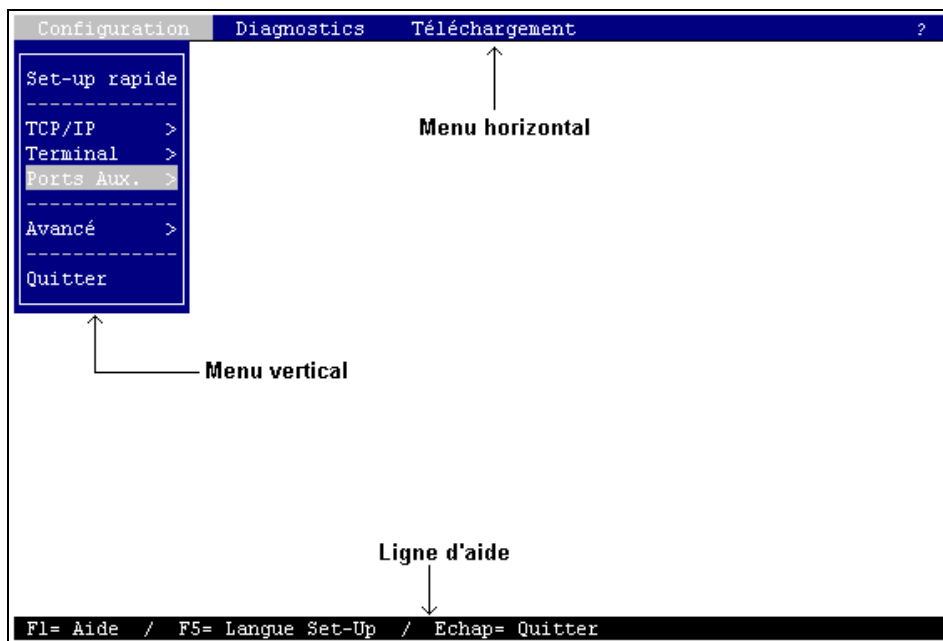 Configuration Diagnostics Téléchargement ?
Set-up rapide
-------------
TCP/IP >
Terminal >
Ports Aux. >
-------------
Avancé >
-------------
Quitter
Menu horizontal
Menu vertical
Ligne d'aide
F1= Aide / F5= Langue Set-Up / Echap= Quitter